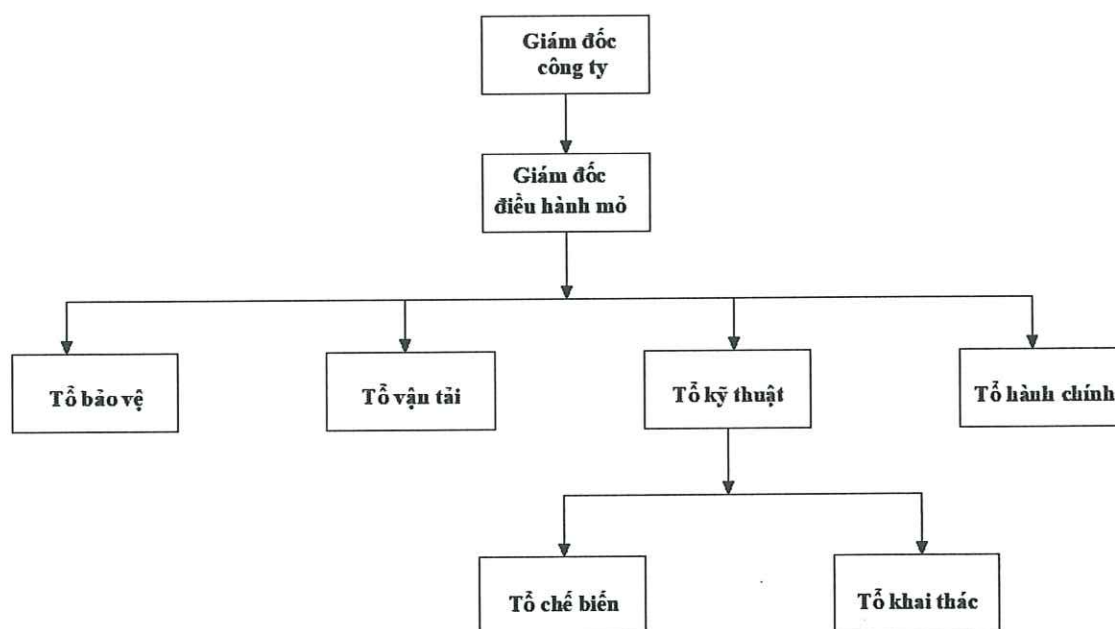 Giám đốc
công ty
Giám đốc
điều hành mỏ
Tổ bảo vệ
Tổ vận tải
Tổ kỹ thuật
Tổ hành chính
Tổ chế biến
Tổ khai thác